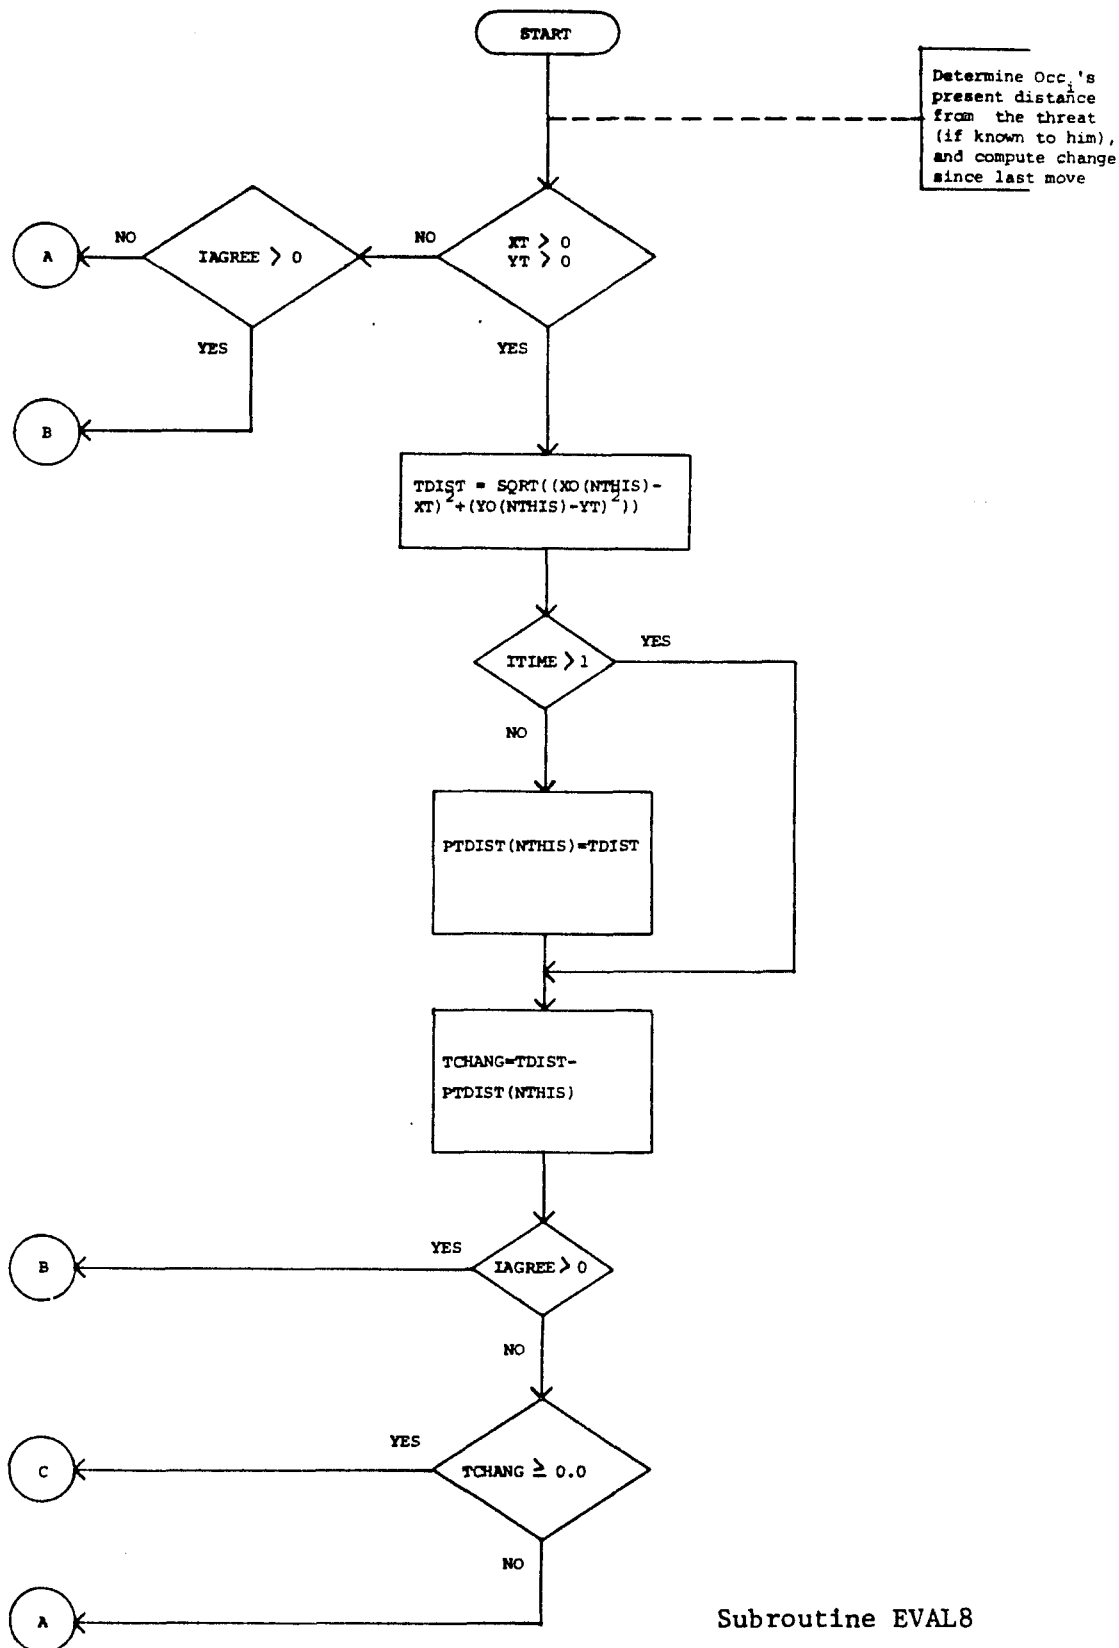 START
Determine Occi's
present distance
from the threat
(if known to him),
and compute change
since last move
A
NO
IAGREE > 0
NO
XT > 0
YT > 0
YES
YES
B
TDIST = SQRT((XO(NTHIS)-
XT)2+(YO(NTHIS)-YT)2))
ITIME > 1
YES
NO
PTDIST(NTHIS)=TDIST
TCHANG=TDIST-
PTDIST(NTHIS)
B
YES
IAGREE > 0
NO
C
YES
TCHANG ≥ 0.0
NO
A
Subroutine EVAL8